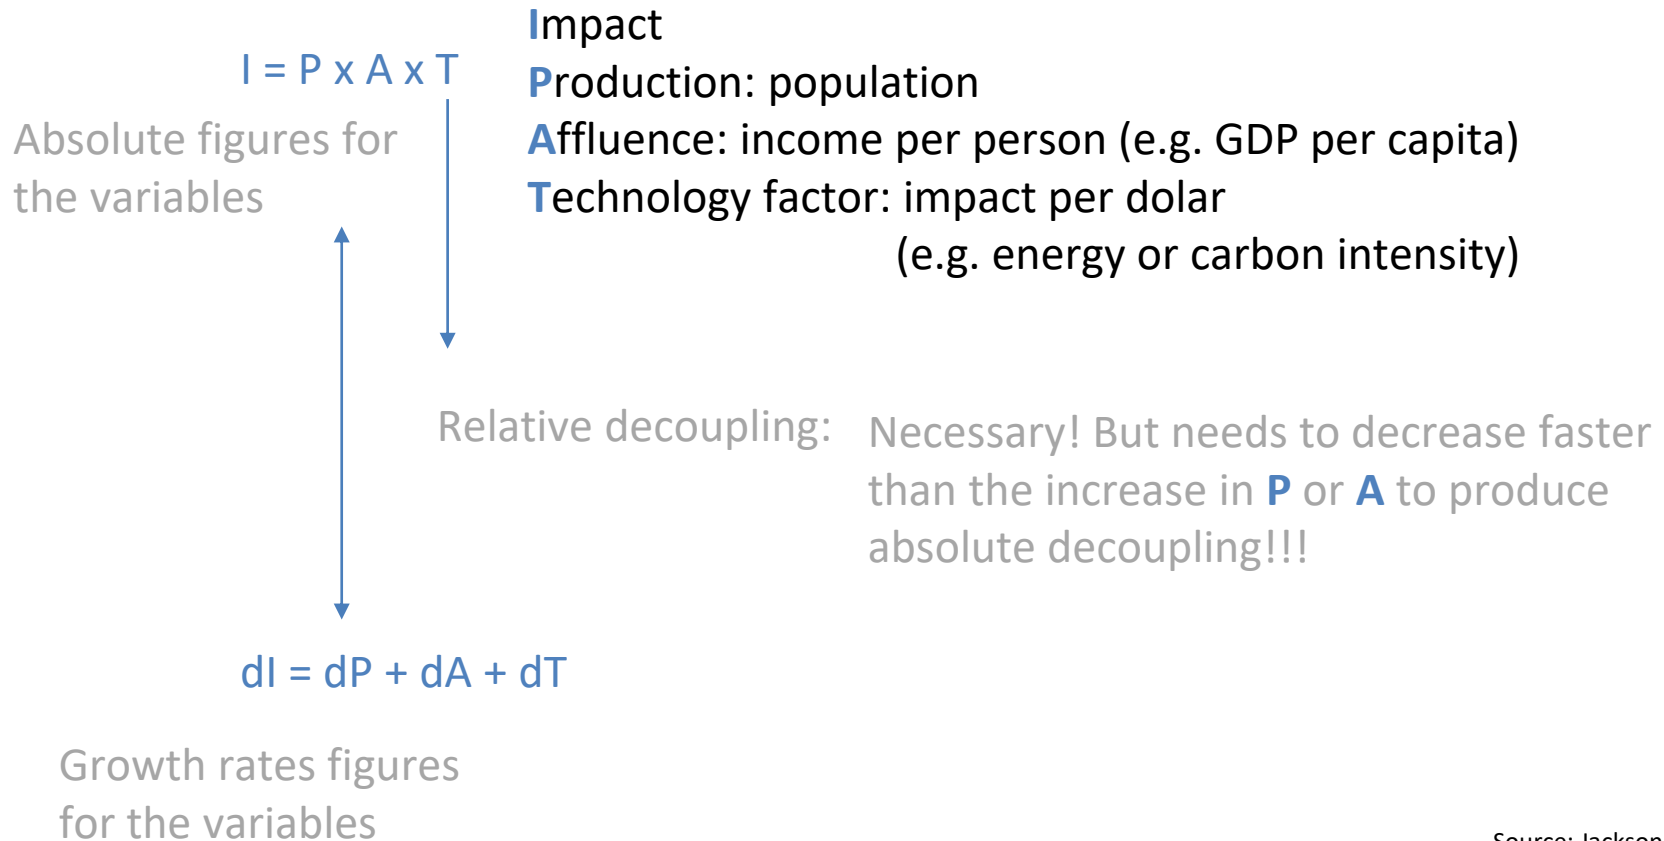 I = P x A x T
Absolute figures for
the variables
Impact
Production: population
Affluence: income per person (e.g. GDP per capita)
Technology factor: impact per dolar
(e.g. energy or carbon intensity)
Relative decoupling:
Necessary! But needs to decrease faster
than the increase in P or A to produce
absolute decoupling!!!
dI = dP + dA + dT
Growth rates figures
for the variables
Source: Jackson